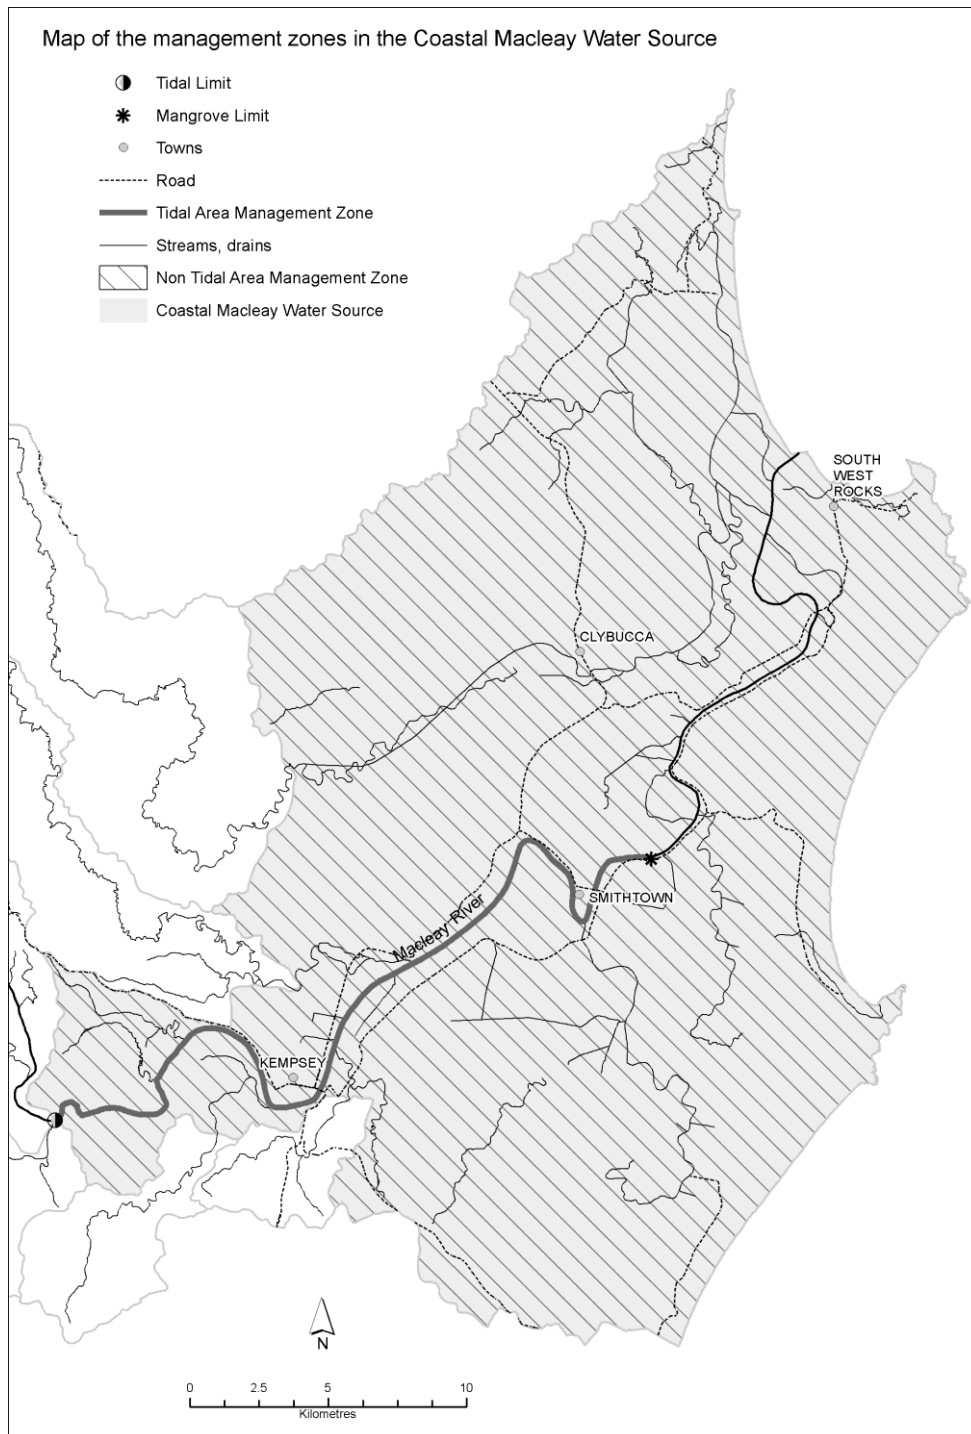 Map of the management zones in the Coastal Macleay Water Source
Tidal Limit
Mangrove Limit
Towns
Road
Tidal Area Management Zone
Streams, drains
Non Tidal Area Management Zone
Coastal Macleay Water Source
SOUTH
WEST
ROCKS
CLYBUCCA
SMITHTOWN
Macleay River
KEMPSEY
N
0 2.5 5 10
Kilometres